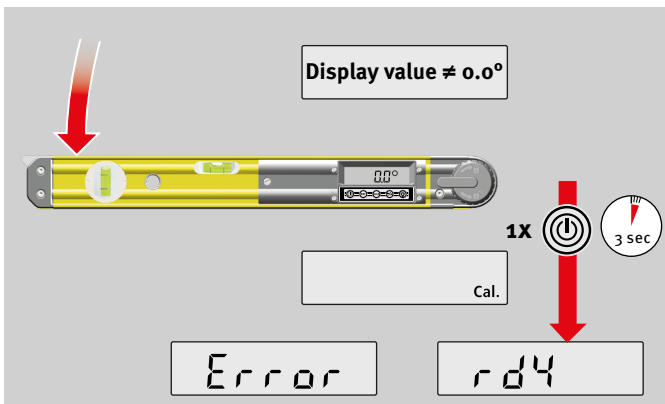 Display value ≠ 0.0°
0.0°
1X
3 sec
Cal.
Error
rdY